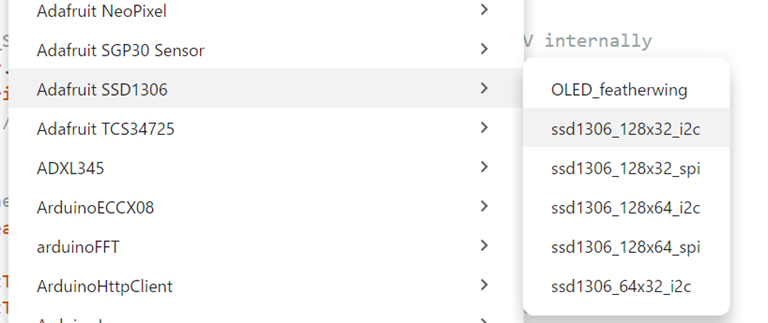 Adafruit NeoPixel
Adafruit SGP30 Sensor
V internally
Adafruit SSD1306
OLED_featherwing
Adafruit TCS34725
ssd1306_128x32_i2c
ADXL345
ssd1306_128x32_spi
ArduinoECCX08
ssd1306_128x64_i2c
arduinoFFT
ssd1306_128x64_spi
ArduinoHttpClient
ssd1306_64x32_i2c